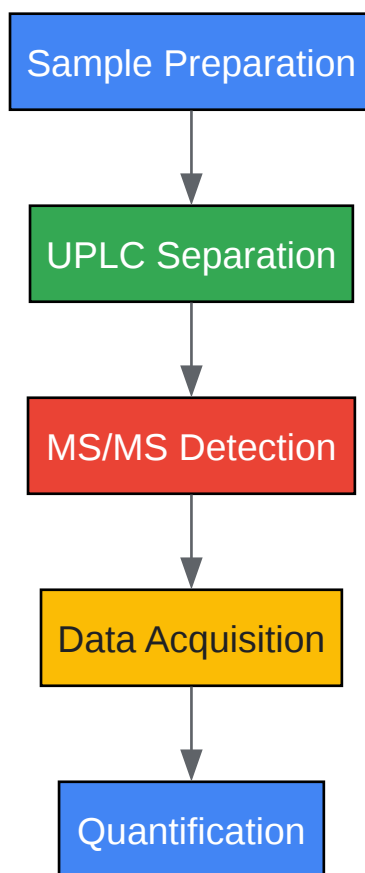 Sample Preparation
UPLC Separation
MS/MS Detection
Data Acquisition
Quantification